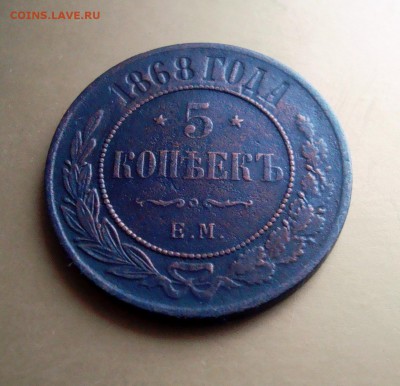 COINS.LAVE.RU
1868 ГОДА
* 5 *
КОПѢЕКЪ
Е.М.